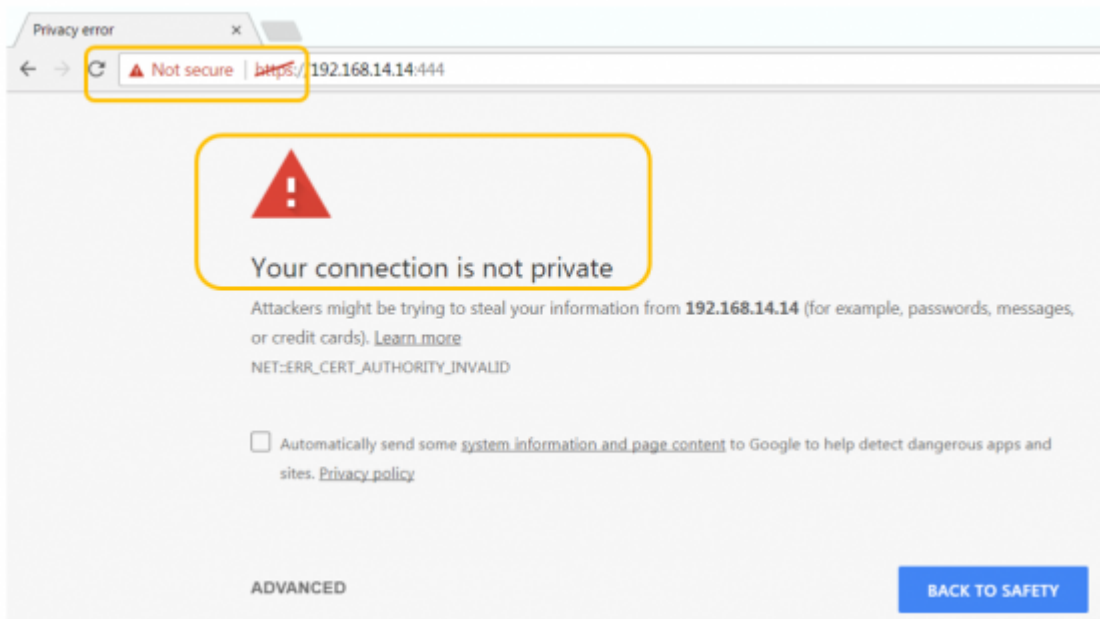 Privacy error
Not secure | https://192.168.14.14:444
Your connection is not private
Attackers might be trying to steal your information from 192.168.14.14 (for example, passwords, messages,
or credit cards). Learn more
NET::ERR_CERT_AUTHORITY_INVALID
Automatically send some system information and page content to Google to help detect dangerous apps and
sites. Privacy policy
ADVANCED
BACK TO SAFETY